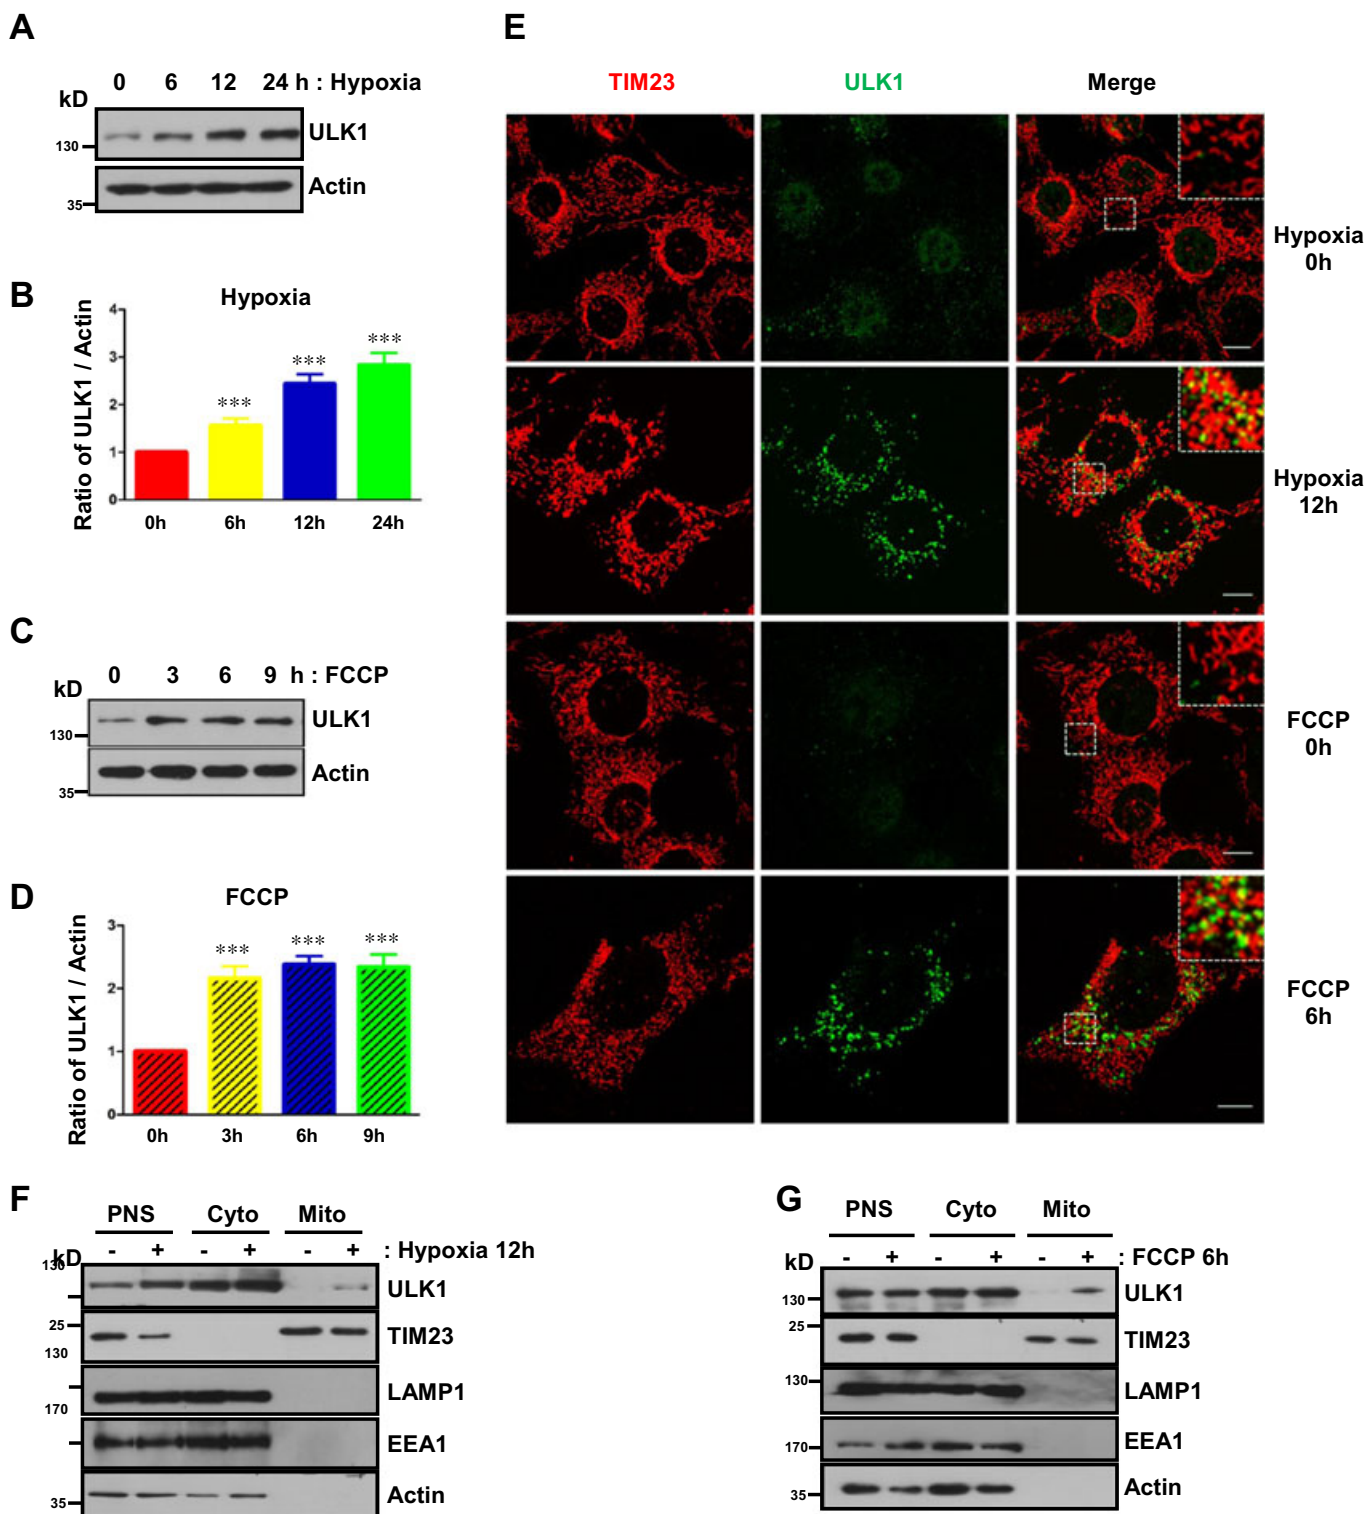 A
0 6 12 24 h : Hypoxia
kD
ULK1
130
Actin
35
B
Hypoxia
Ratio of ULK1 / Actin
4
3
2
1
0
***
***
***
0h 6h 12h 24h
C
0 3 6 9 h : FCCP
kD
ULK1
130
Actin
35
D
FCCP
Ratio of ULK1 / Actin
3
2
1
0
***
***
***
0h 3h 6h 9h
E
TIM23 ULK1 Merge
Hypoxia
0h
Hypoxia
12h
FCCP
0h
FCCP
6h
F
PNS Cyto Mito
- + - + - + : Hypoxia 12h
kD
130
ULK1
25
TIM23
130
LAMP1
170
EEA1
Actin
35
G
PNS Cyto Mito
- + - + - + : FCCP 6h
kD
ULK1
130
25
TIM23
130
LAMP1
EEA1
170
Actin
35